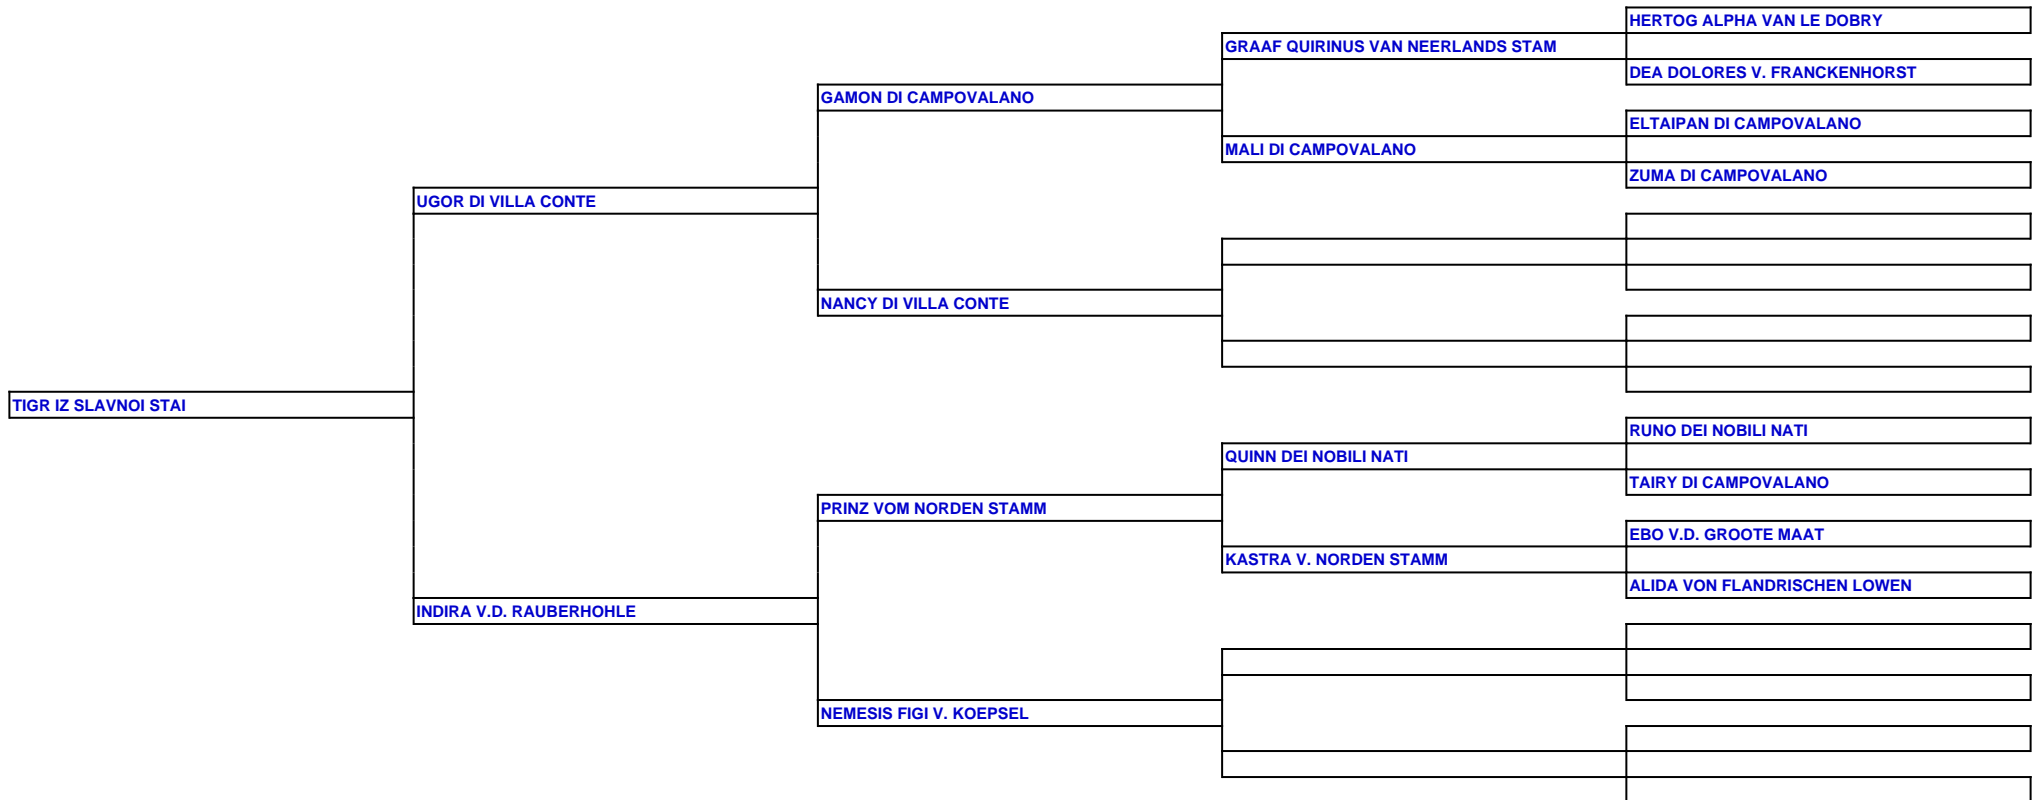 HERTOG ALPHA VAN LE DOBRY
GRAAF QUIRINUS VAN NEERLANDS STAM
DEA DOLORES V. FRANCKENHORST
GAMON DI CAMPOVALANO
ELTAIPAN DI CAMPOVALANO
MALI DI CAMPOVALANO
ZUMA DI CAMPOVALANO
UGOR DI VILLA CONTE
NANCY DI VILLA CONTE
TIGR IZ SLAVNOI STAI
RUNO DEI NOBILI NATI
QUINN DEI NOBILI NATI
TAIRY DI CAMPOVALANO
PRINZ VOM NORDEN STAMM
EBO V.D. GROOTE MAAT
KASTRA V. NORDEN STAMM
ALIDA VON FLANDRISCHEN LOWEN
INDIRA V.D. RAUBERHOHLE
NEMESIS FIGI V. KOEPSEL